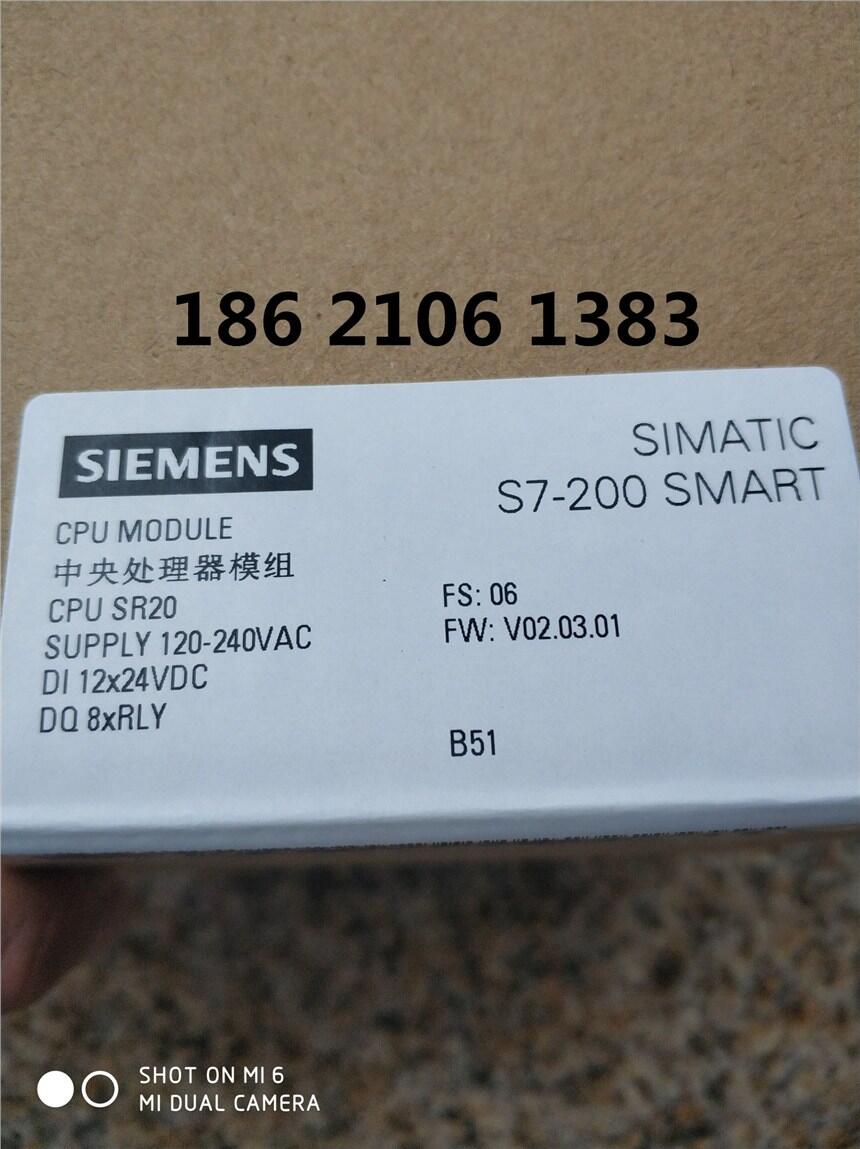 186 2106 1383
SIEMENS
SIMATIC
S7-200 SMART
CPU MODULE
中央处理器模组
CPU SR20
SUPPLY 120-240VAC
DI 12x24VDC
DQ 8xRLY
FS: 06
FW: V02.03.01
B51
SHOT ON MI 6
MI DUAL CAMERA